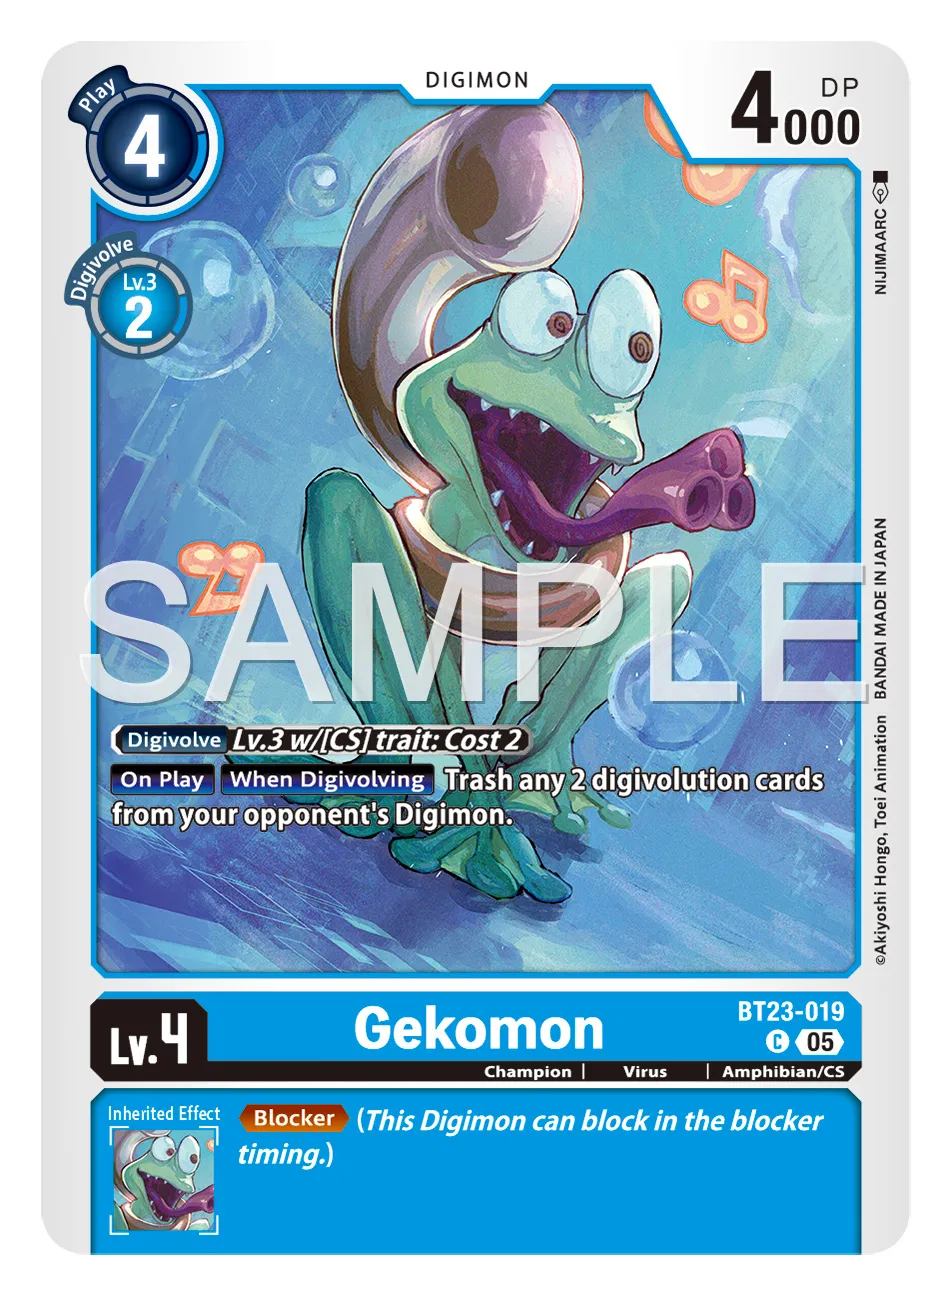 DIGIMON
Play
4
DP
4000
Digivolve
Lv.3
2
NIJIMAARC
SAMPLE
Digivolve Lv.3 w/[CS] trait: Cost 2
On Play When Digivolving Trash any 2 digivolution cards
from your opponent's Digimon.
©Akiyoshi Hongo, Toei Animation BANDAI MADE IN JAPAN
Lv.4
Gekomon
BT23-019
C 05
Champion | Virus | Amphibian/CS
Inherited Effect
Blocker (This Digimon can block in the blocker
timing.)